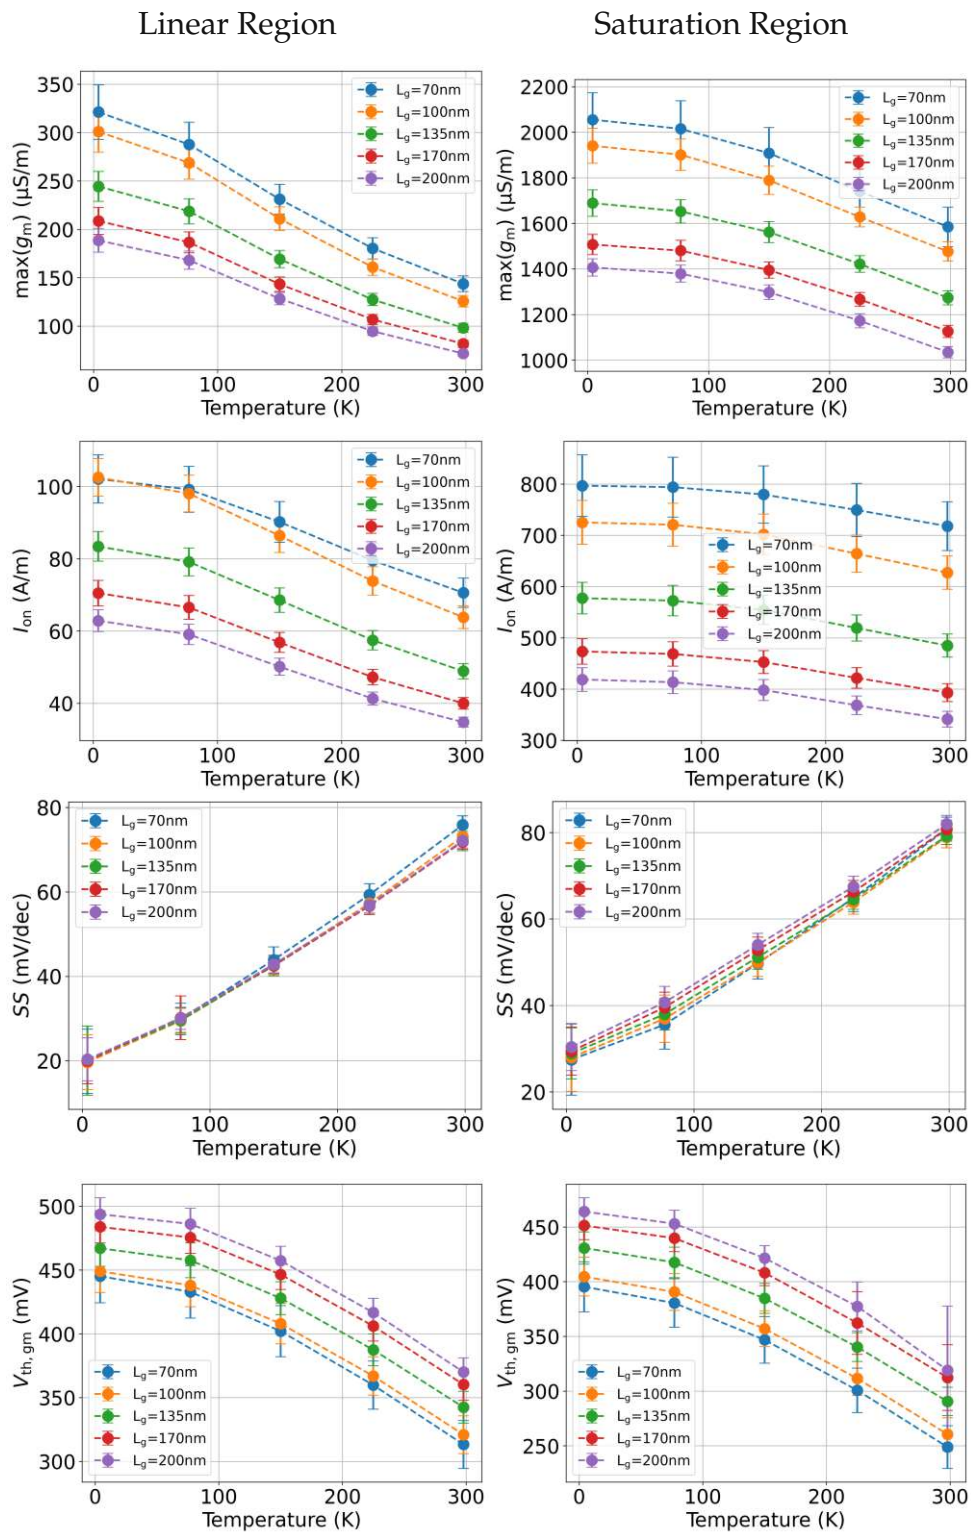 Linear Region
Saturation Region
max(gm) (μS/m)
350
300
250
200
150
100
0
100
200
300
Temperature (K)
Lg=70nm
Lg=100nm
Lg=135nm
Lg=170nm
Lg=200nm
max(gm) (μS/m)
2200
2000
1800
1600
1400
1200
1000
0
100
200
300
Temperature (K)
Lg=70nm
Lg=100nm
Lg=135nm
Lg=170nm
Lg=200nm
Ion (A/m)
100
80
60
40
0
100
200
300
Temperature (K)
Lg=70nm
Lg=100nm
Lg=135nm
Lg=170nm
Lg=200nm
Ion (A/m)
800
700
600
500
400
300
0
100
200
300
Temperature (K)
Lg=70nm
Lg=100nm
Lg=135nm
Lg=170nm
Lg=200nm
SS (mV/dec)
80
60
40
20
0
100
200
300
Temperature (K)
Lg=70nm
Lg=100nm
Lg=135nm
Lg=170nm
Lg=200nm
SS (mV/dec)
80
60
40
20
0
100
200
300
Temperature (K)
Lg=70nm
Lg=100nm
Lg=135nm
Lg=170nm
Lg=200nm
Vth,gm (mV)
500
450
400
350
300
0
100
200
300
Temperature (K)
Lg=70nm
Lg=100nm
Lg=135nm
Lg=170nm
Lg=200nm
Vth,gm (mV)
450
400
350
300
250
0
100
200
300
Temperature (K)
Lg=70nm
Lg=100nm
Lg=135nm
Lg=170nm
Lg=200nm